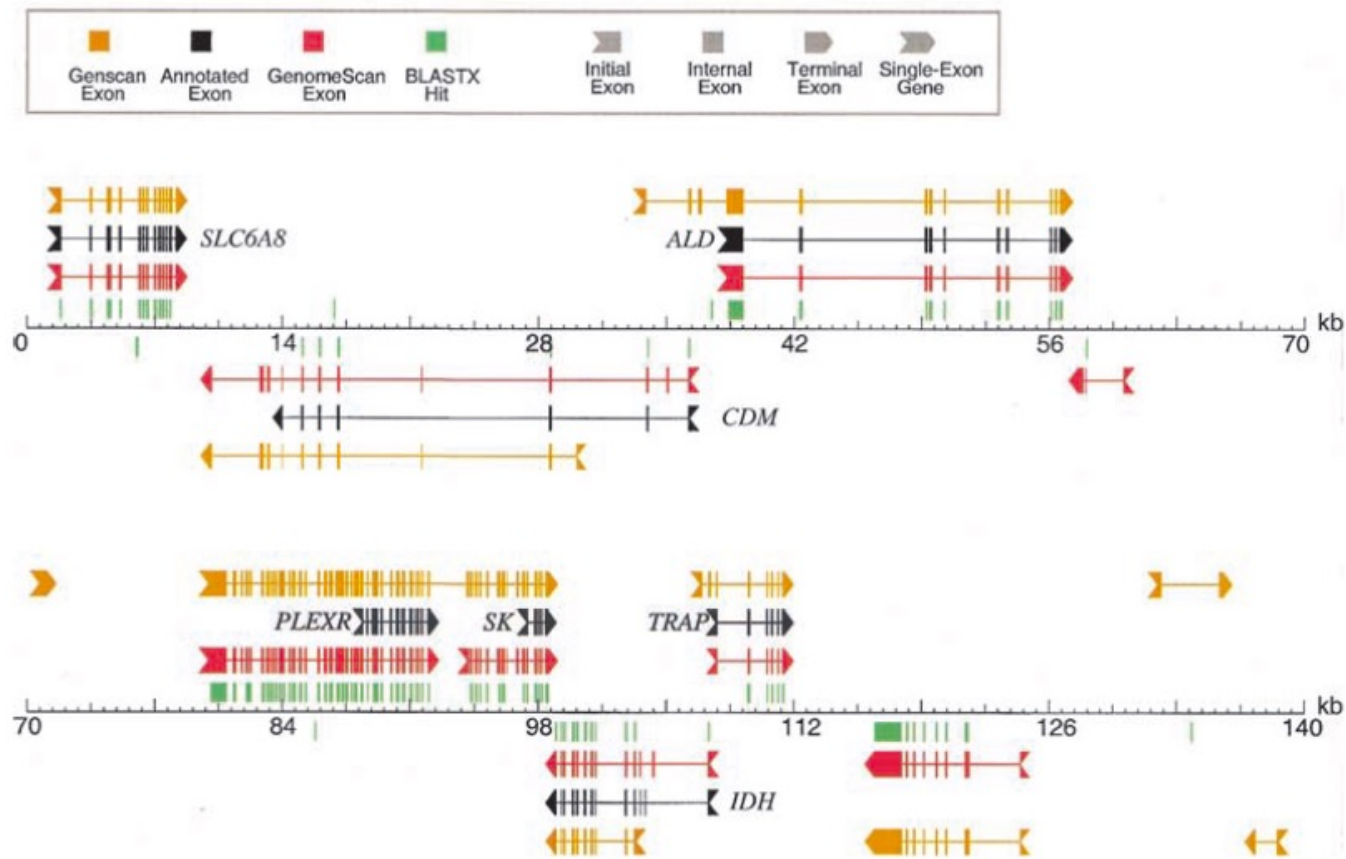 Genscan Exon
Annotated Exon
GenomeScan Exon
BLASTX Hit
Initial Exon
Internal Exon
Terminal Exon
Single-Exon Gene
SLC6A8
ALD
0 14 28 42 56 70 kb
CDM
PLEXR SK TRAP
70 84 98 112 126 140 kb
IDH